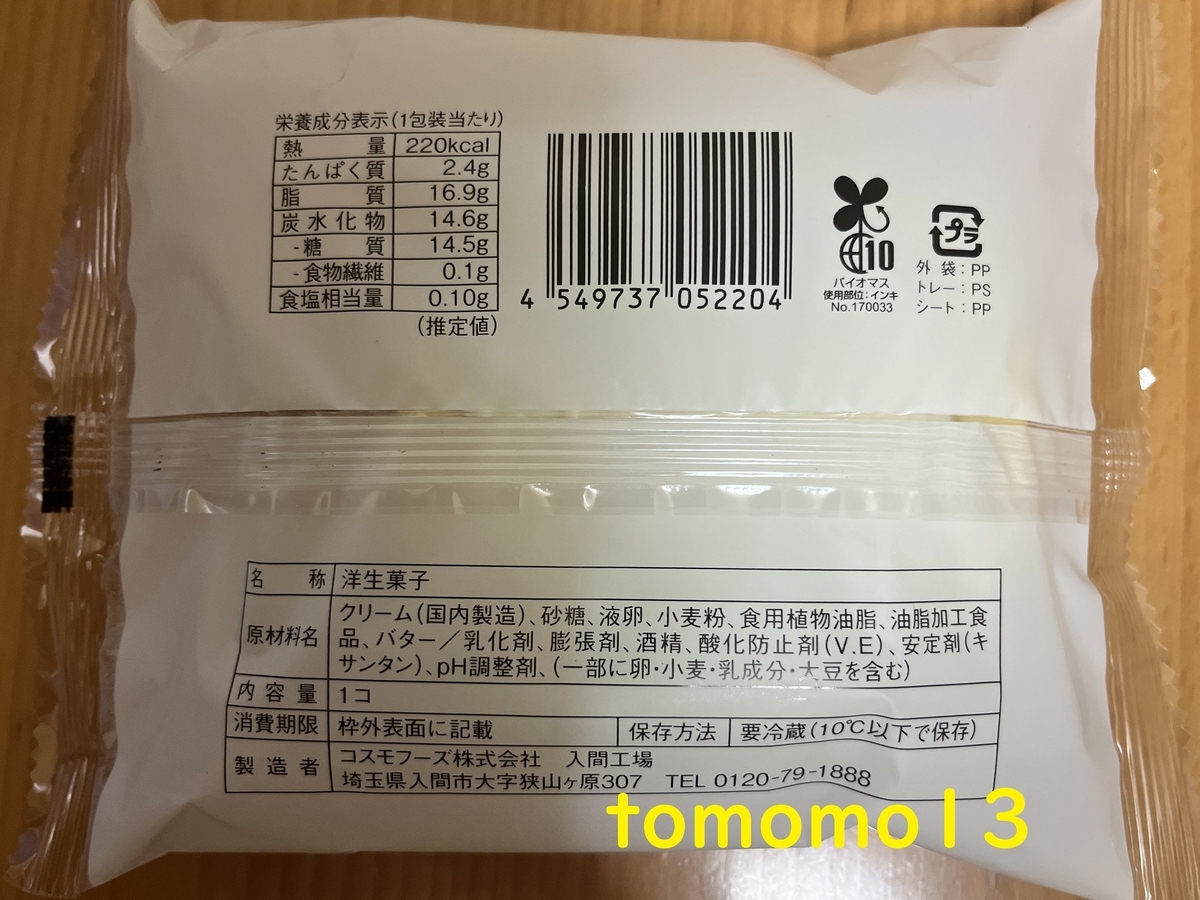 栄養成分表示(1包装当たり)
熱量 220kcal
たんぱく質 2.4g
脂質 16.9g
炭水化物 14.6g
-糖質 14.5g
-食物繊維 0.1g
食塩相当量 0.10g
(推定値)
4 549737 052204
10
バイオマス
使用部位:インキ
No.170033
プラ
外袋:PP
トレー:PS
シート:PP
名称 洋生菓子
原材料名 クリーム(国内製造)、砂糖、液卵、小麦粉、食用植物油脂、油脂加工食
品、バター/乳化剤、膨張剤、酒精、酸化防止剤(V.E)、安定剤(キ
サンタン)、pH調整剤、(一部に卵・小麦・乳成分・大豆を含む)
内容量 1コ
消費期限 枠外表面に記載 保存方法 要冷蔵(10℃以下で保存)
製造者 コスモフーズ株式会社 入間工場
埼玉県入間市大字狭山ヶ原307 TEL 0120-79-1888
tomomo13